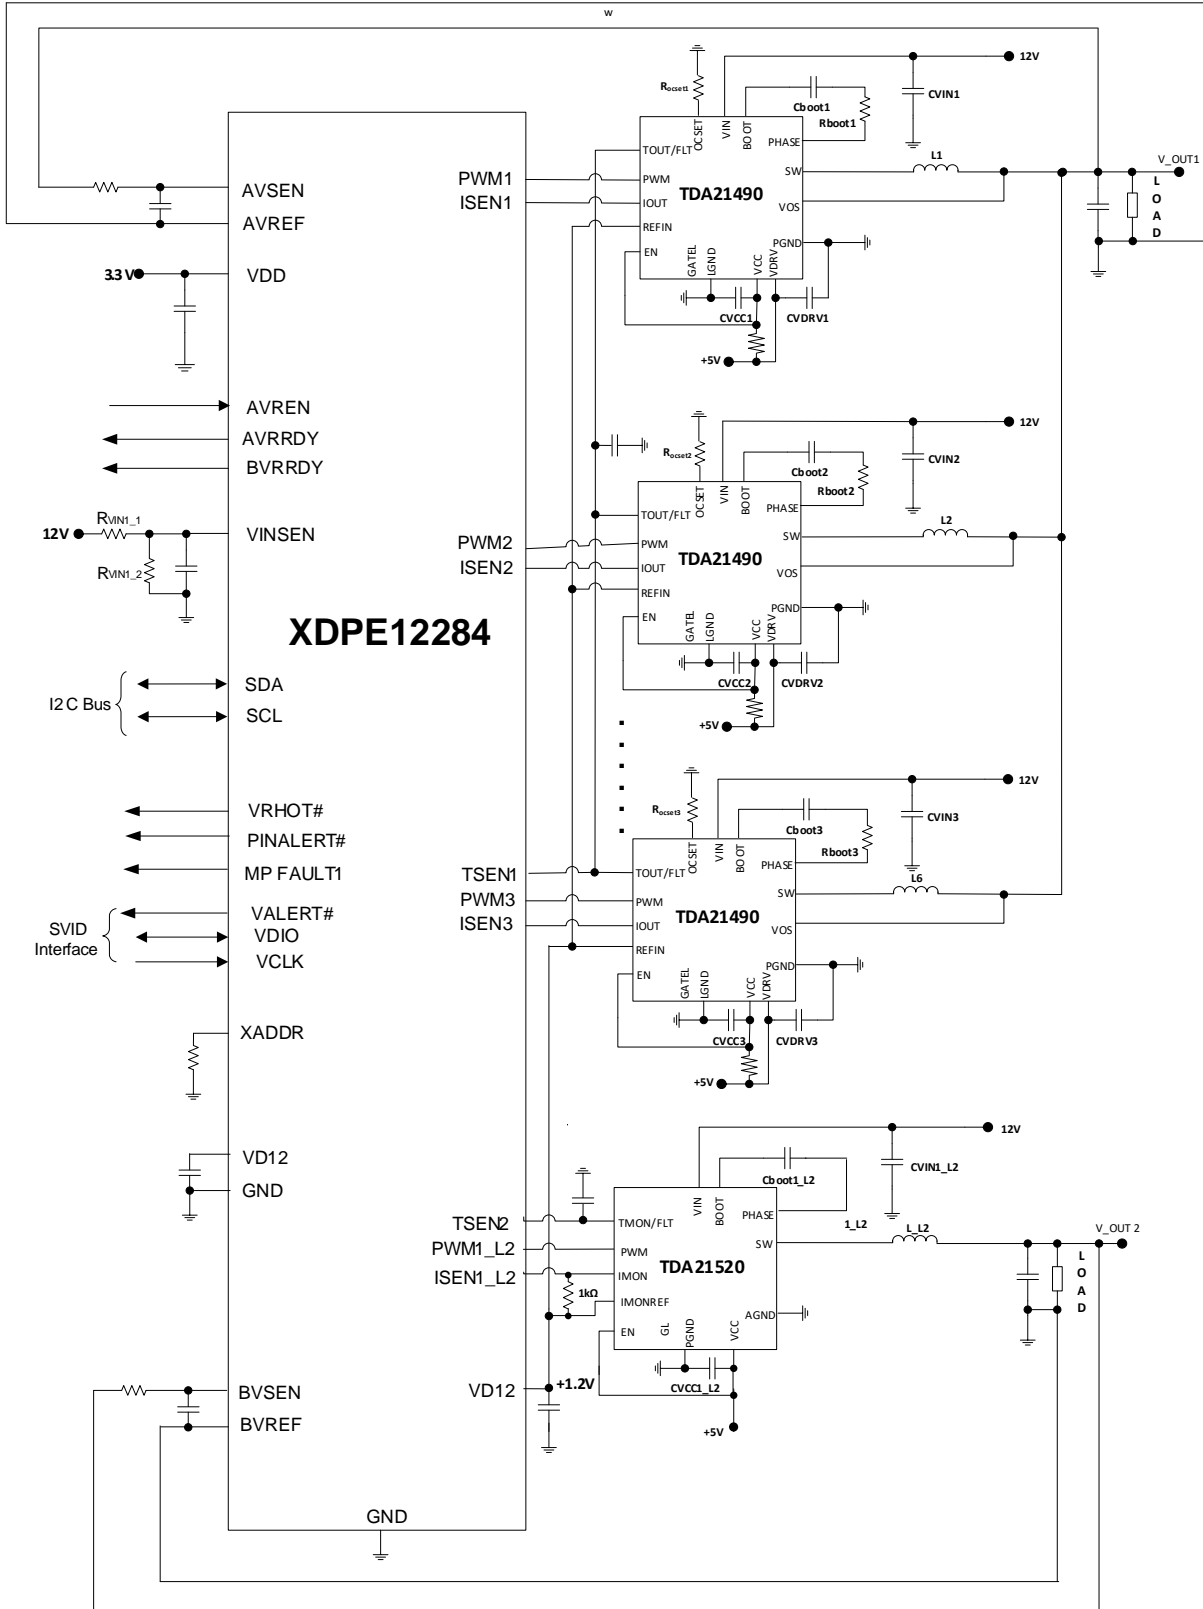 w
12V
Rocset1
Cboot1
CVIN1
Rboot1
OCSET
VIN
BOOT
PHASE
TOUT/FLT
L1
V_OUT1
AVSEN
PWM1
PWM
TDA21490
SW
LOAD
ISEN1
IOUT
VOS
AVREF
REFIN
PGND
EN
GATEL
LGND
VCC
VDRV
3.3 V
VDD
CVCC1
CVDRV1
+5V
AVREN
12V
AVRRDY
Rocset2
Cboot2
CVIN2
BVRRDY
Rboot2
OCSET
VIN
BOOT
PHASE
TOUT/FLT
L2
RVIN1_1
12V
VINSEN
PWM2
PWM
SW
TDA21490
ISEN2
IOUT
VOS
RVIN1_2
REFIN
PGND
EN
GATEL
LGND
VCC
VDRV
XDPE12284
CVCC2
CVDRV2
I2C Bus
SDA
SCL
+5V
12V
Rocset3
Cboot3
CVIN3
VRHOT#
Rboot3
OCSET
VIN
BOOT
PHASE
PINALERT#
MP FAULT1
TSEN1
TOUT/FLT
L6
SW
PWM3
PWM
TDA21490
VALERT#
ISEN3
IOUT
VOS
SVID
Interface
VDIO
REFIN
VCLK
PGND
EN
GATEL
LGND
VCC
VDRV
XADDR
CVCC3
CVDRV3
+5V
12V
VD12
Cboot1_L2
CVIN1_L2
GND
VIN
BOOT
PHASE
TSEN2
TMON/FLT
1_L2
L_L2
V_OUT 2
PWM1_L2
PWM
SW
TDA21520
LOAD
ISEN1_L2
IMON
1kΩ
IMONREF
AGND
EN
GL
PGND
VCC
BVSEN
VD12
+1.2V
CVCC1_L2
BVREF
+5V
GND